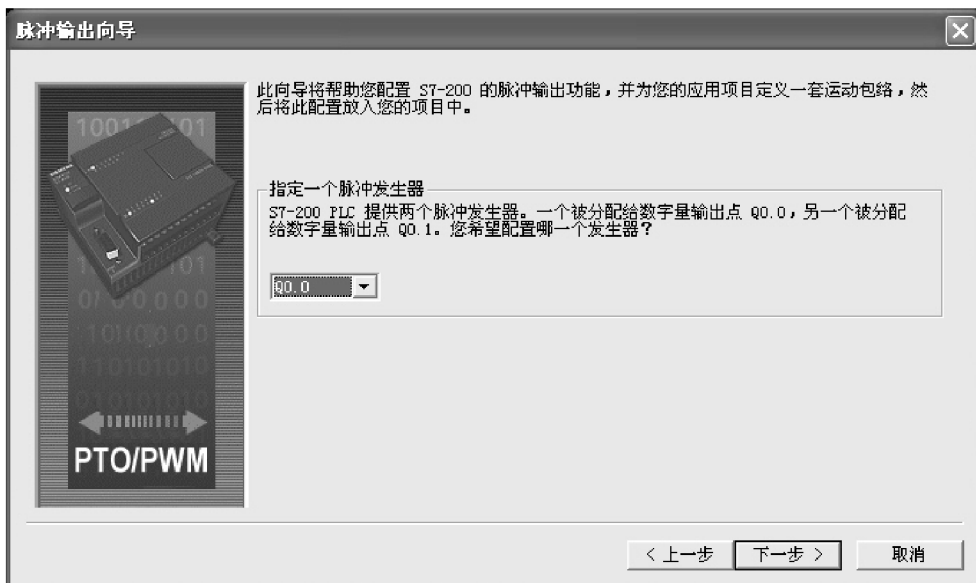 脉冲输出向导
此向导将帮助您配置 S7-200 的脉冲输出功能，并为您的应用项目定义一套运动包络，然
后将此配置放入您的项目中。
指定一个脉冲发生器
S7-200 PLC 提供两个脉冲发生器。一个被分配给数字量输出点 Q0.0，另一个被分配
给数字量输出点 Q0.1。您希望配置哪一个发生器？
Q0.0
PTO/PWM
< 上一步
下一步 >
取消